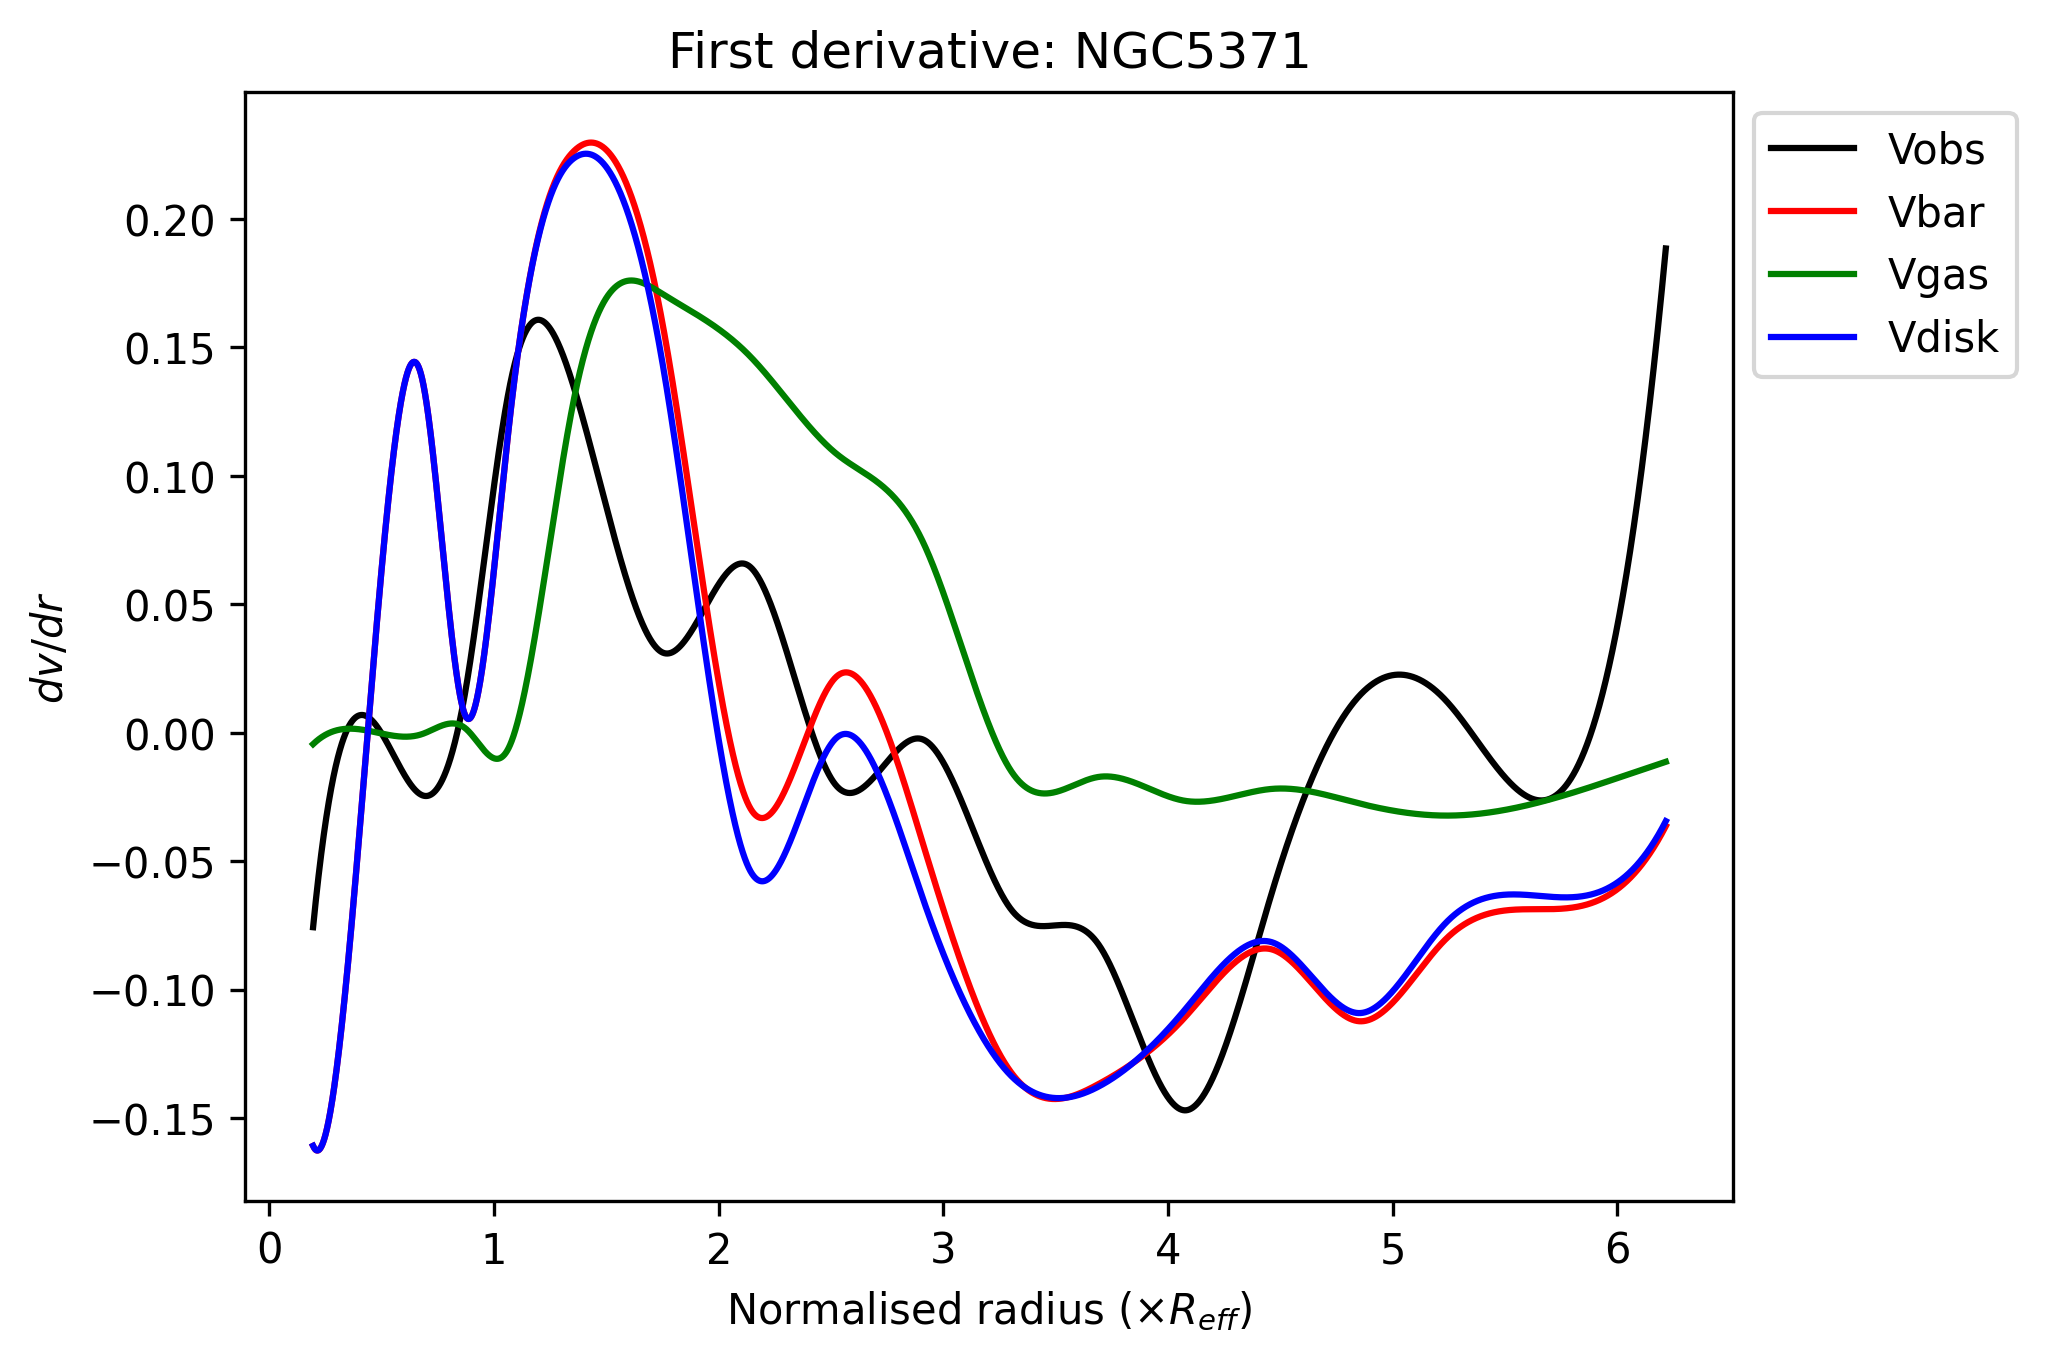 First derivative: NGC5371
Vobs
Vbar
Vgas
Vdisk
0.20
0.15
0.10
0.05
0.00
−0.05
−0.10
−0.15
dv/dr
0 1 2 3 4 5 6
Normalised radius (×R_eff)